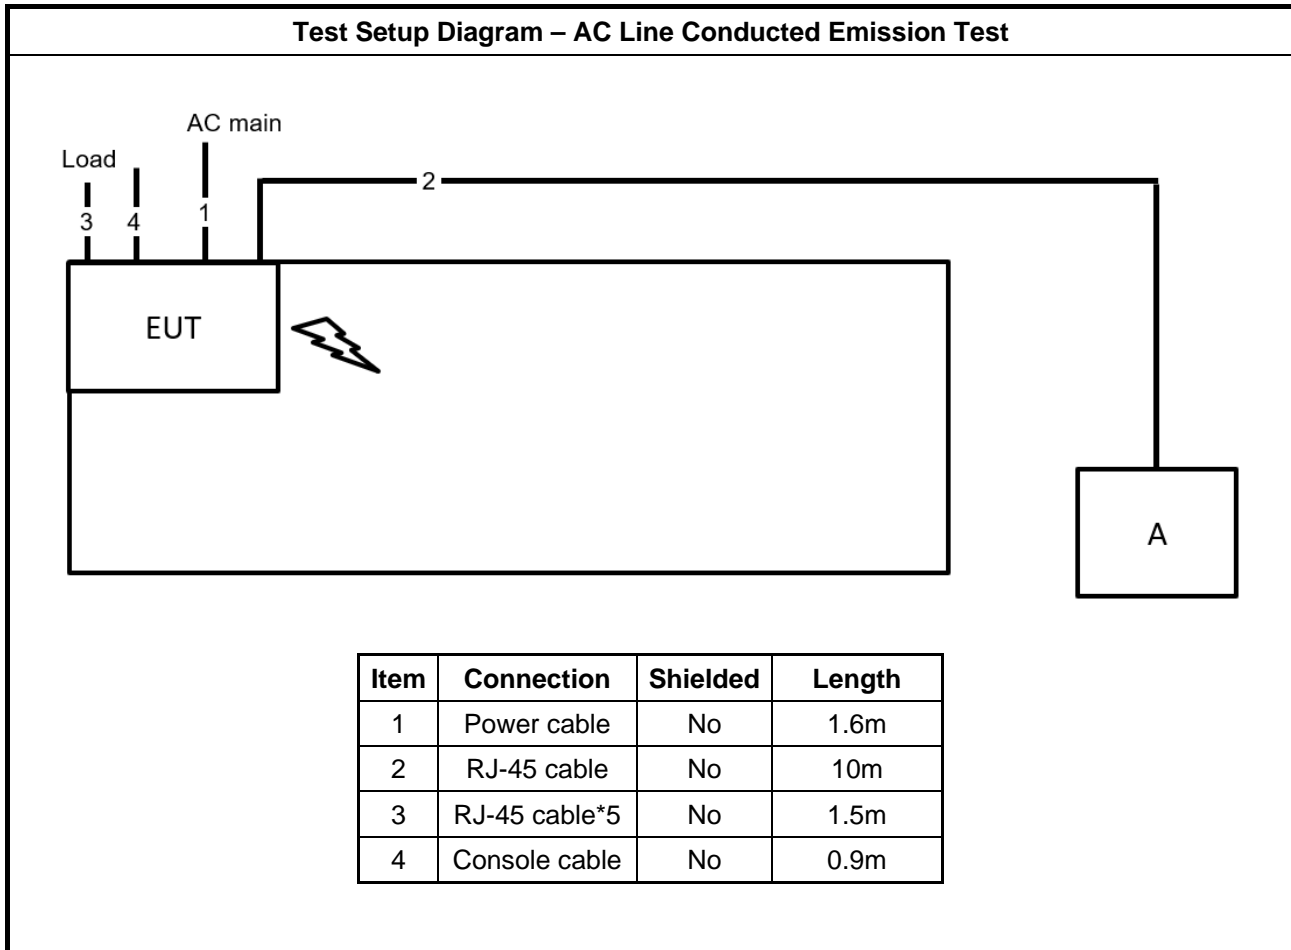 Test Setup Diagram – AC Line Conducted Emission Test
AC main
Load
2
3
4
1
EUT
A
Item Connection Shielded Length
1 Power cable No 1.6m
2 RJ-45 cable No 10m
3 RJ-45 cable*5 No 1.5m
4 Console cable No 0.9m